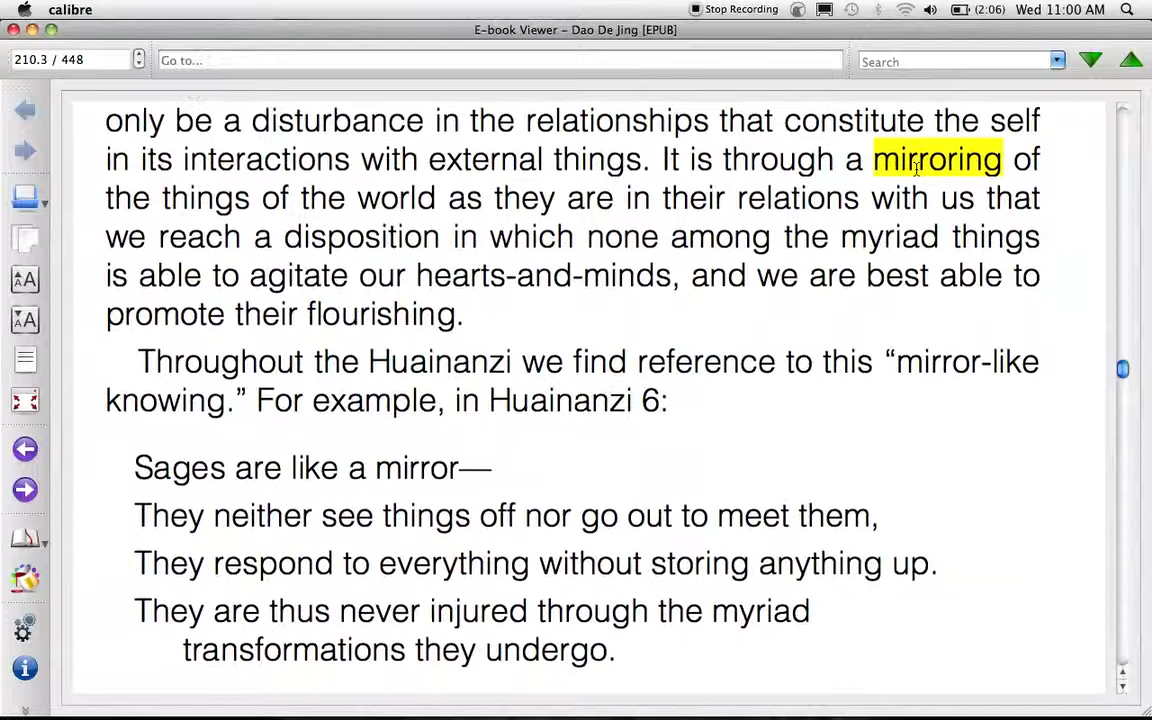 calibre
Stop Recording
(2:06)
Wed 11:00 AM
E-book Viewer – Dao De Jing [EPUB]
210.3 / 448
Go to...
Search
only be a disturbance in the relationships that constitute the self
in its interactions with external things. It is through a mirroring of
the things of the world as they are in their relations with us that
we reach a disposition in which none among the myriad things
is able to agitate our hearts-and-minds, and we are best able to
promote their flourishing.
Throughout the Huainanzi we find reference to this “mirror-like
knowing.” For example, in Huainanzi 6:
Sages are like a mirror—
They neither see things off nor go out to meet them,
They respond to everything without storing anything up.
They are thus never injured through the myriad
transformations they undergo.
AA
AA